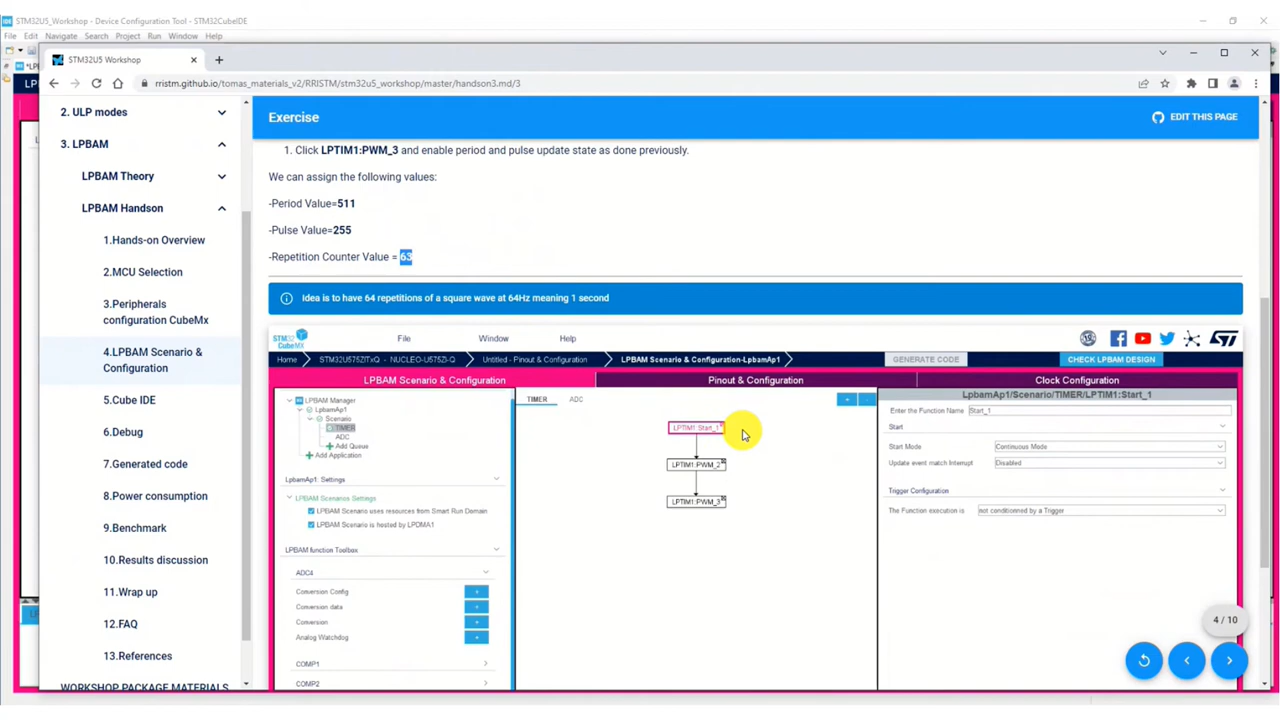 STM32U5_Workshop - Device Configuration Tool - STM32CubeIDE
File Edit Navigate Search Project Run Window Help
STM32U5 Workshop
rristm.github.io/tomas_materials_v2/RRISTM/stm32u5_workshop/master/handson3.md/3
2. ULP modes
3. LPBAM
LPBAM Theory
LPBAM Handson
1.Hands-on Overview
2.MCU Selection
3.Peripherals
configuration CubeMx
4.LPBAM Scenario &
Configuration
5.Cube IDE
6.Debug
7.Generated code
8.Power consumption
9.Benchmark
10.Results discussion
11.Wrap up
12.FAQ
13.References
WORKSHOP PACKAGE MATERIALS
Exercise
EDIT THIS PAGE
1. Click LPTIM1:PWM_3 and enable period and pulse update state as done previously.
We can assign the following values:
-Period Value=511
-Pulse Value=255
-Repetition Counter Value = 63
Idea is to have 64 repetitions of a square wave at 64Hz meaning 1 second
STM32
CubeMX
File Window Help
Home STM32U575ZITxQ - NUCLEO-U575ZI-Q Untitled - Pinout & Configuration LPBAM Scenario & Configuration-LpbamAp1 GENERATE CODE CHECK LPBAM DESIGN
LPBAM Scenario & Configuration Pinout & Configuration Clock Configuration
LPBAM Manager
LpbamAp1
Scenario
TIMER
ADC
Add Queue
Add Application
LpbamAp1: Settings
LPBAM Scenarios Settings
LPBAM Scenario uses resources from Smart Run Domain
LPBAM Scenario is hosted by LPDMA1
LPBAM function Toolbox
ADC4
Conversion Config +
Conversion data +
Conversion +
Analog Watchdog +
COMP1
COMP2
TIMER ADC
LPTIM1:Start_1
LPTIM1:PWM_2
LPTIM1:PWM_3
LpbamAp1/Scenario/TIMER/LPTIM1:Start_1
Enter the Function Name Start_1
Start
Start Mode Continuous Mode
Update event match Interrupt Disabled
Trigger Configuration
The Function execution is not conditionned by a Trigger
4 / 10